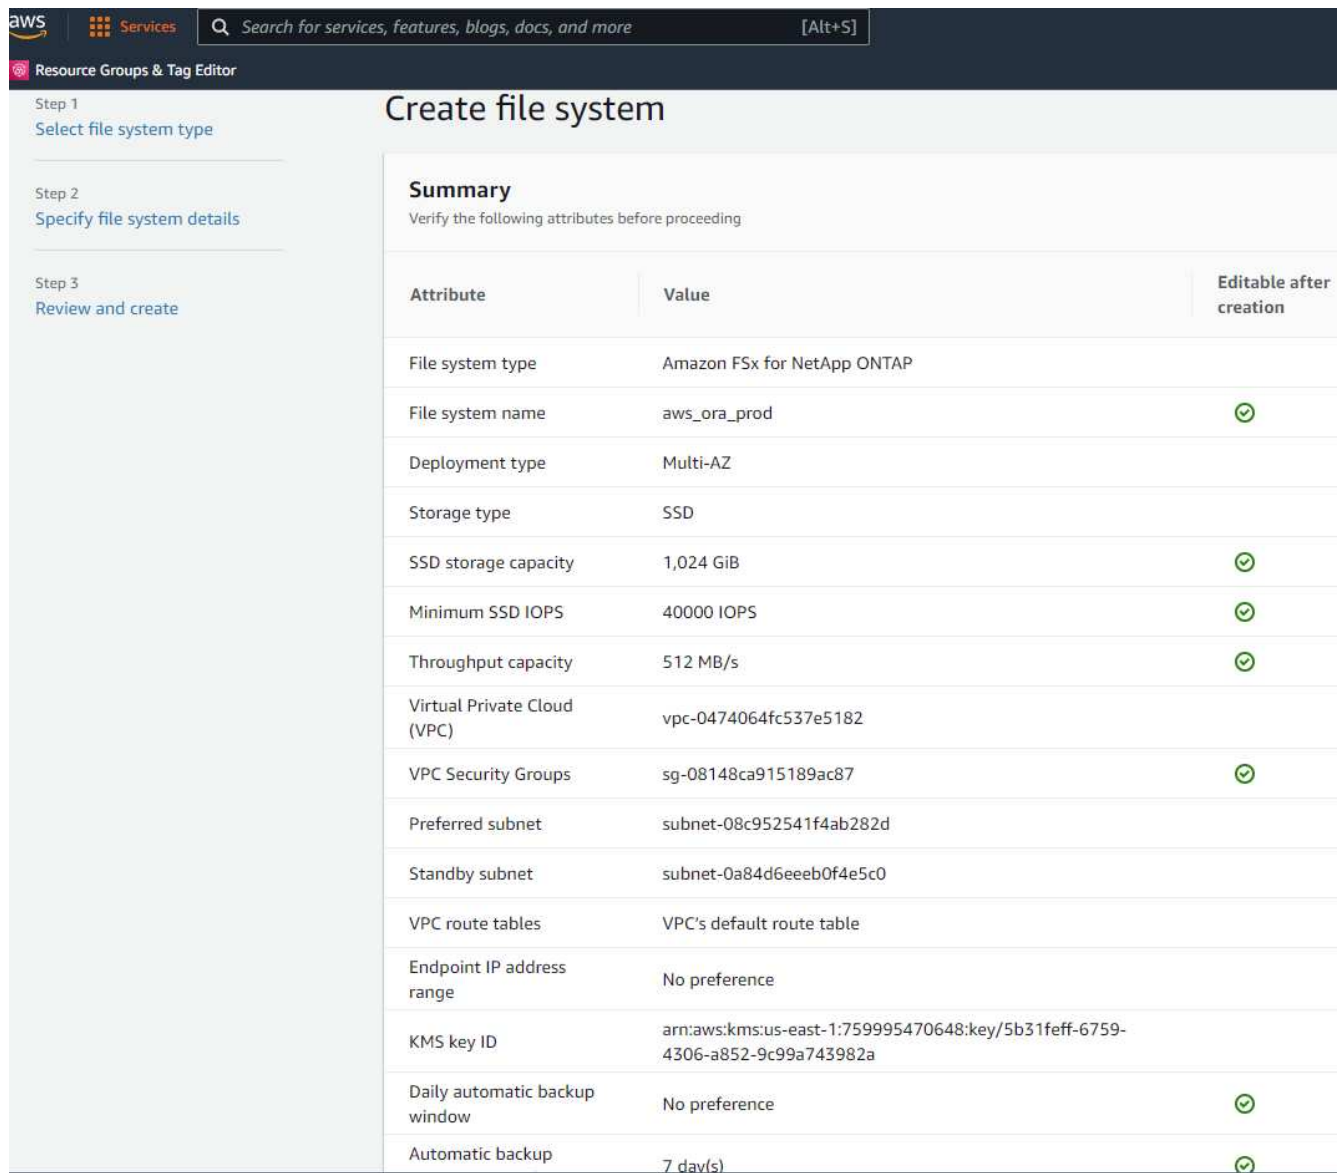 aws
Services
Search for services, features, blogs, docs, and more
[Alt+S]
Resource Groups & Tag Editor
Step 1
Select file system type
Step 2
Specify file system details
Step 3
Review and create
Create file system
Summary
Verify the following attributes before proceeding
Attribute Value Editable after
creation
File system type Amazon FSx for NetApp ONTAP
File system name aws_ora_prod
Deployment type Multi-AZ
Storage type SSD
SSD storage capacity 1,024 GiB
Minimum SSD IOPS 40000 IOPS
Throughput capacity 512 MB/s
Virtual Private Cloud
(VPC)
vpc-0474064fc537e5182
VPC Security Groups sg-08148ca915189ac87
Preferred subnet subnet-08c952541f4ab282d
Standby subnet subnet-0a84d6eeeb0f4e5c0
VPC route tables VPC's default route table
Endpoint IP address
range
No preference
KMS key ID
arn:aws:kms:us-east-1:759995470648:key/5b31feff-6759-
4306-a852-9c99a743982a
Daily automatic backup
window
No preference
Automatic backup
7 day(s)